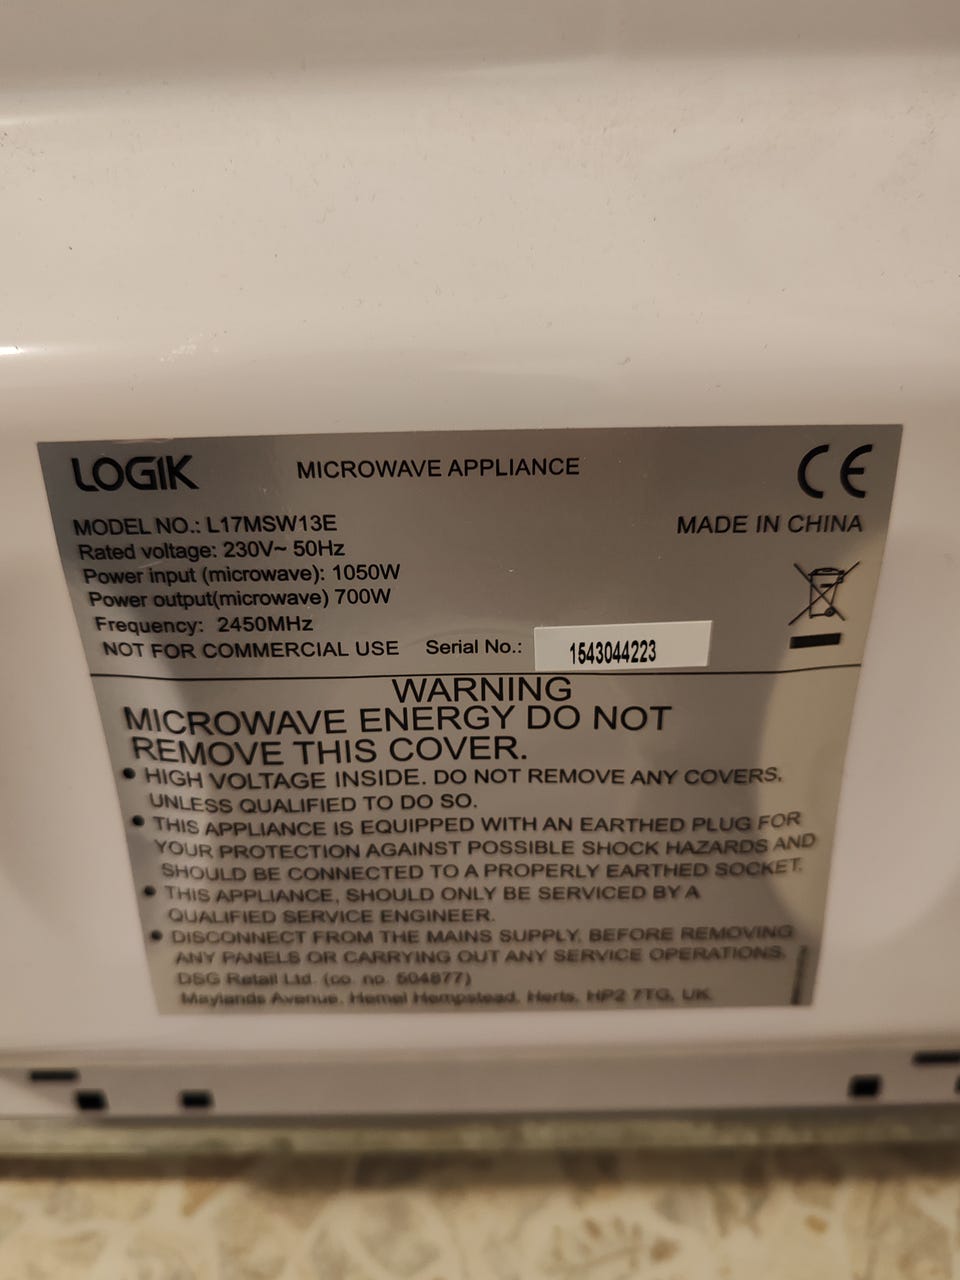 LOGIK MICROWAVE APPLIANCE CE
MODEL NO.: L17MSW13E MADE IN CHINA
Rated voltage: 230V~ 50Hz
Power input (microwave): 1050W
Power output(microwave) 700W
Frequency: 2450MHz
NOT FOR COMMERCIAL USE Serial No.: 1543044223
WARNING
MICROWAVE ENERGY DO NOT
REMOVE THIS COVER.
● HIGH VOLTAGE INSIDE. DO NOT REMOVE ANY COVERS,
UNLESS QUALIFIED TO DO SO.
● THIS APPLIANCE IS EQUIPPED WITH AN EARTHED PLUG FOR
YOUR PROTECTION AGAINST POSSIBLE SHOCK HAZARDS AND
SHOULD BE CONNECTED TO A PROPERLY EARTHED SOCKET.
● THIS APPLIANCE, SHOULD ONLY BE SERVICED BY A
QUALIFIED SERVICE ENGINEER.
● DISCONNECT FROM THE MAINS SUPPLY, BEFORE REMOVING
ANY PANELS OR CARRYING OUT ANY SERVICE OPERATIONS.
DSG Retail Ltd. (co. no. 504877)
Maylands Avenue, Hemel Hempstead, Herts, HP2 7TG, UK.